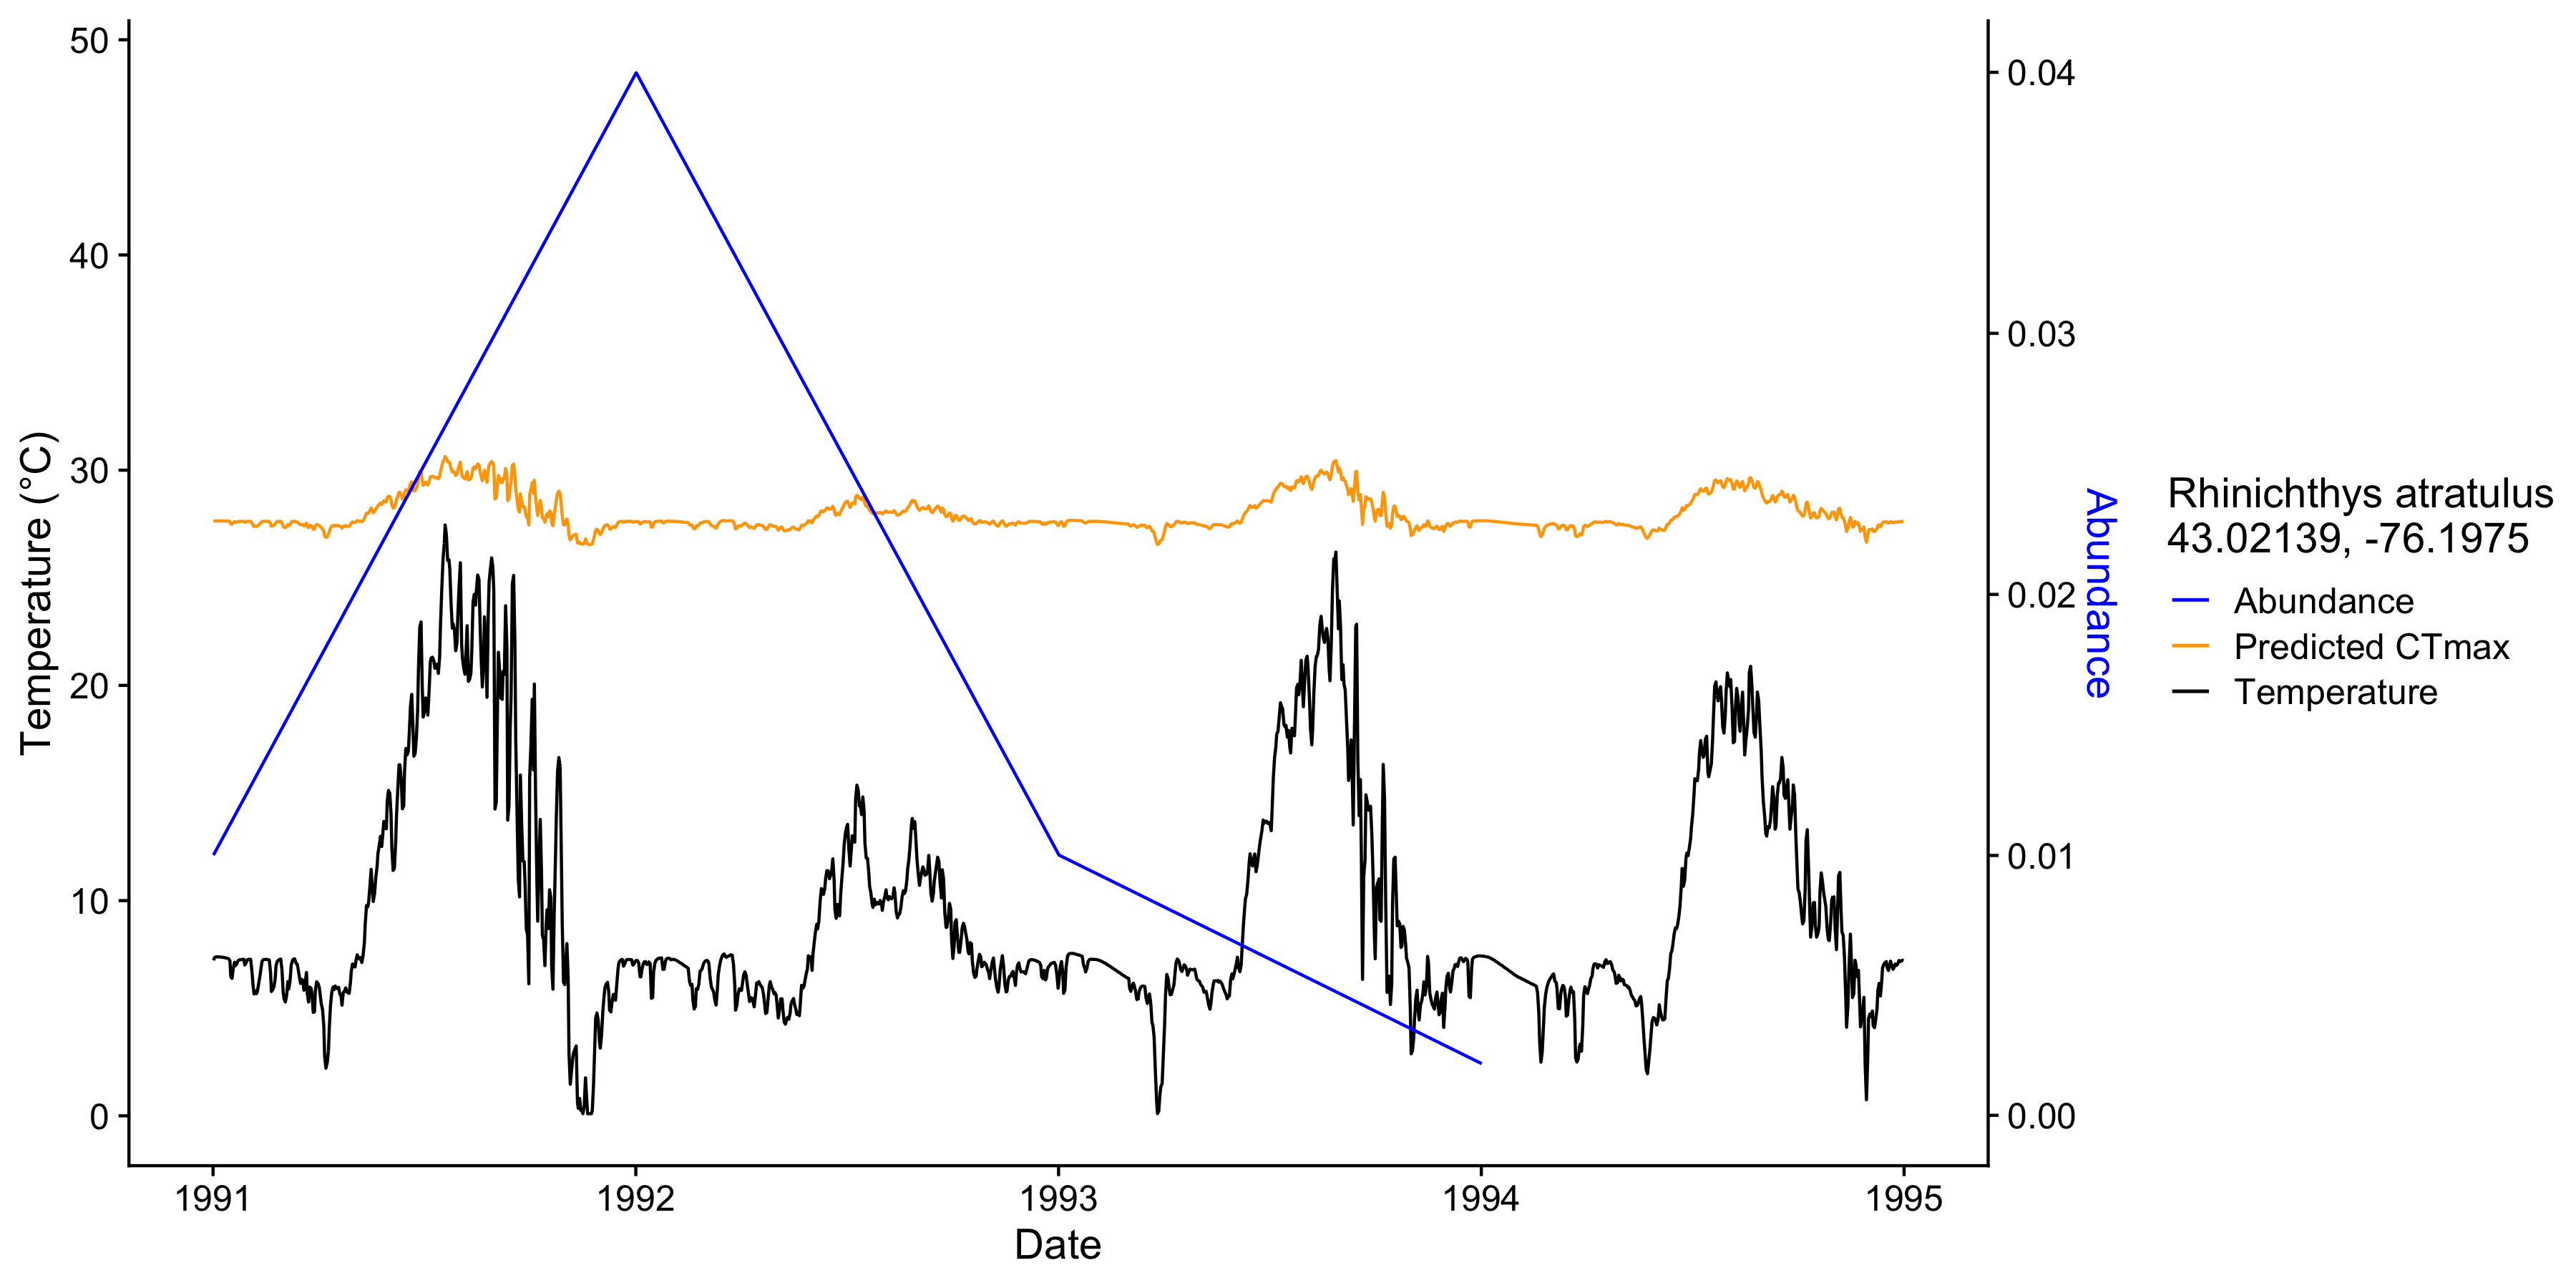 50
40
30
20
10
0
Temperature (°C)
1991
1992
1993
1994
1995
Date
0.04
0.03
0.02
0.01
0.00
Abundance
Rhinichthys atratulus
43.02139, -76.1975
Abundance
Predicted CTmax
Temperature